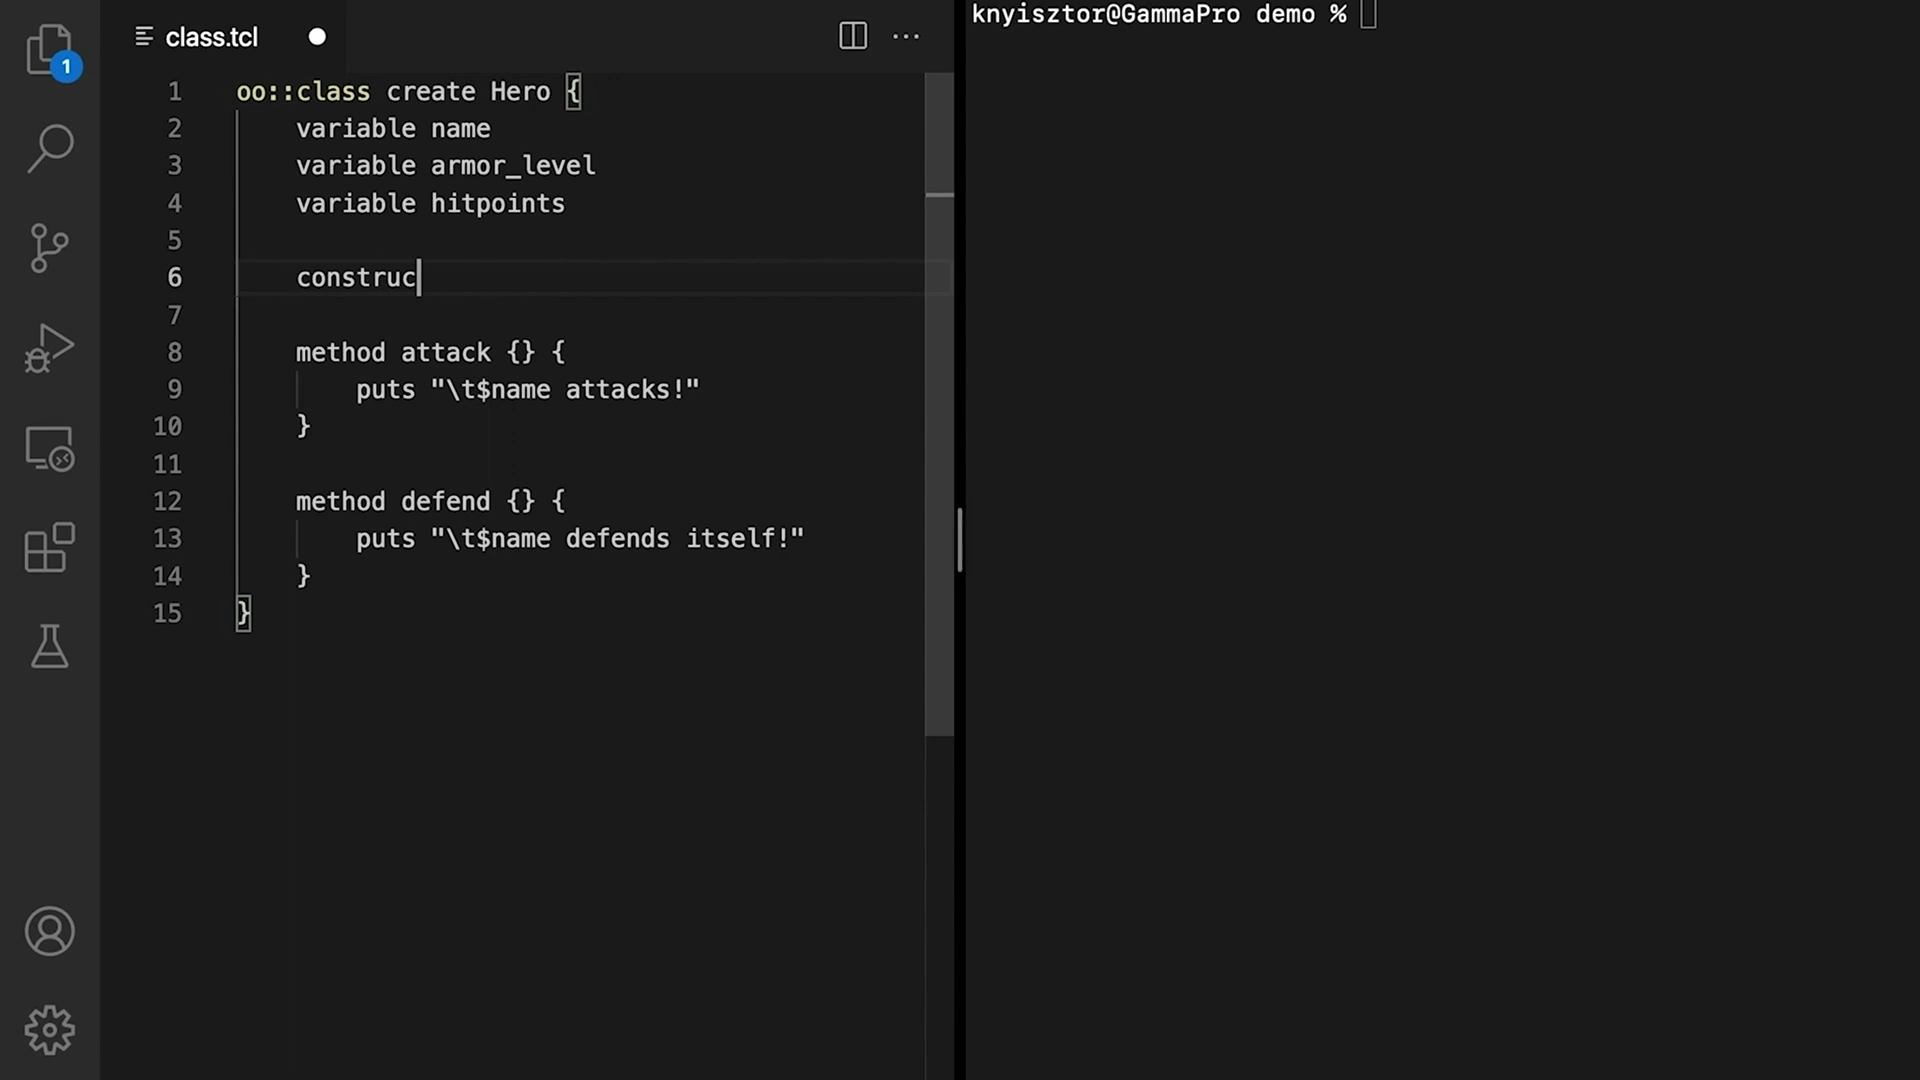 1
class.tcl
knyisztor@GammaPro demo %
1 oo::class create Hero {
2 variable name
3 variable armor_level
4 variable hitpoints
5
6 construc
7
8 method attack {} {
9 puts "\t$name attacks!"
10 }
11
12 method defend {} {
13 puts "\t$name defends itself!"
14 }
15 }